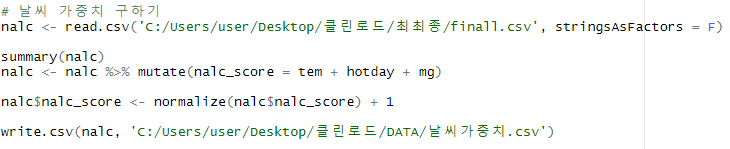 # 날씨 가중치 구하기
nalc <- read.csv('C:/Users/user/Desktop/클린로드/최최종/finall.csv', stringsAsFactors = F)
summary(nalc)
nalc <- nalc %>% mutate(nalc_score = tem + hotday + mg)
nalc$nalc_score <- normalize(nalc$nalc_score) + 1
write.csv(nalc, 'C:/Users/user/Desktop/클린로드/DATA/날씨가중치.csv')